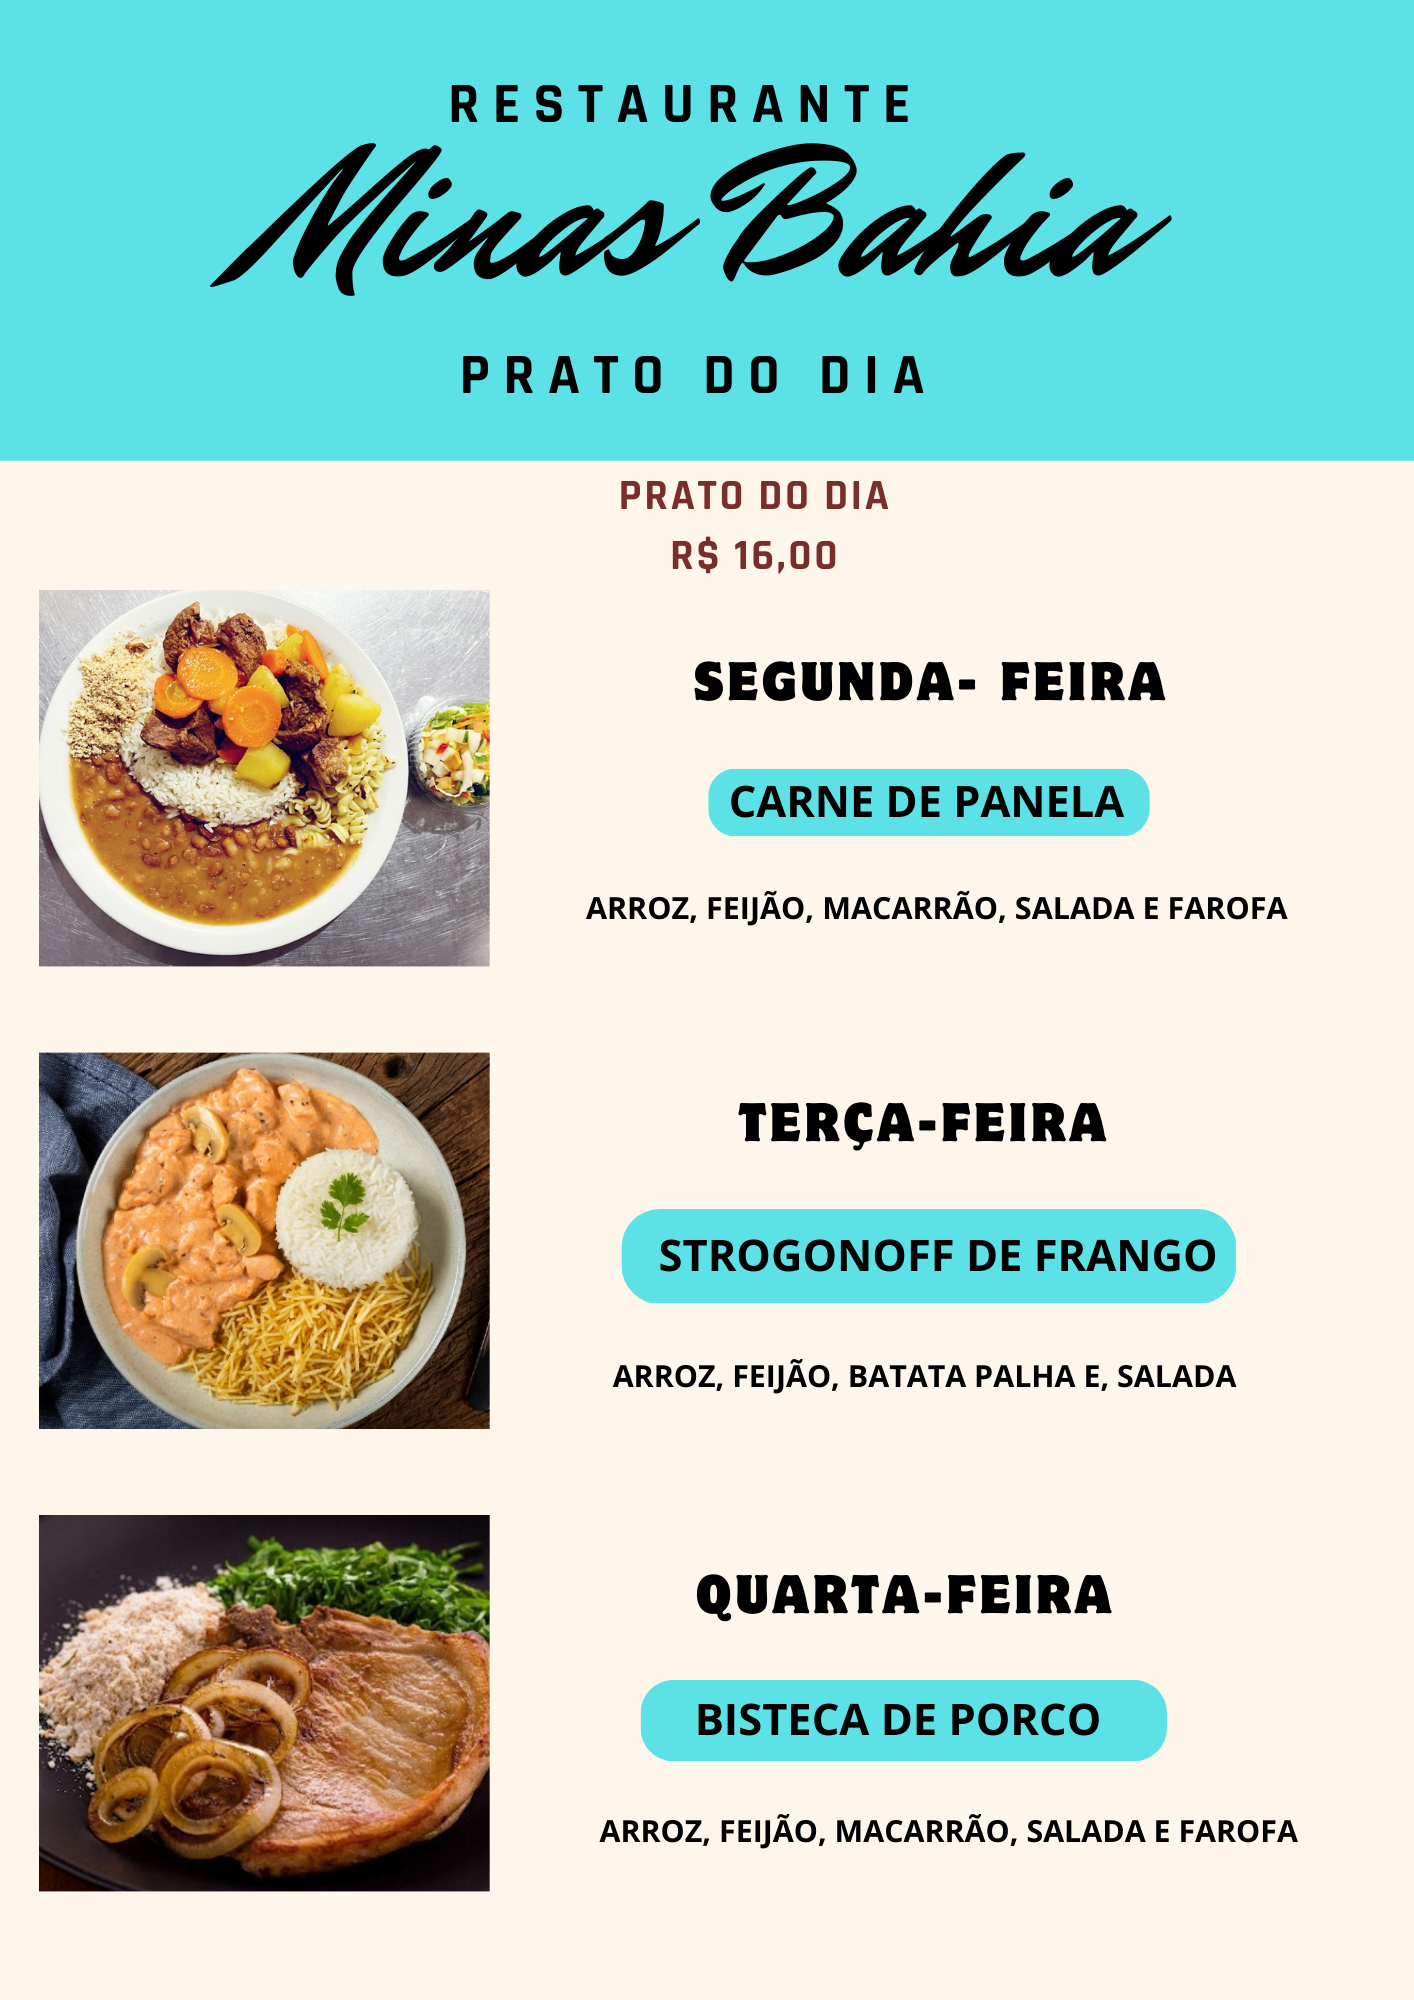 RESTAURANTE
Minas Bahia
PRATO DO DIA
PRATO DO DIA
R$ 16,00
SEGUNDA- FEIRA
CARNE DE PANELA
ARROZ, FEIJÃO, MACARRÃO, SALADA E FAROFA
TERÇA-FEIRA
STROGONOFF DE FRANGO
ARROZ, FEIJÃO, BATATA PALHA E, SALADA
QUARTA-FEIRA
BISTECA DE PORCO
ARROZ, FEIJÃO, MACARRÃO, SALADA E FAROFA